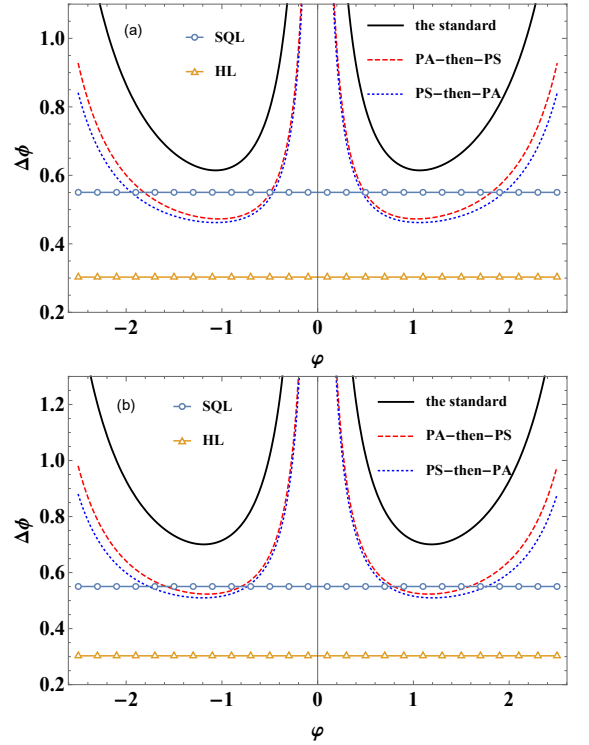 (a)
SQL
HL
the standard
PA−then−PS
PS−then−PA
Δϕ
1.0
0.8
0.6
0.4
0.2
−2 −1 0 1 2
φ
(b)
SQL
HL
the standard
PA−then−PS
PS−then−PA
Δϕ
1.2
1.0
0.8
0.6
0.4
0.2
−2 −1 0 1 2
φ